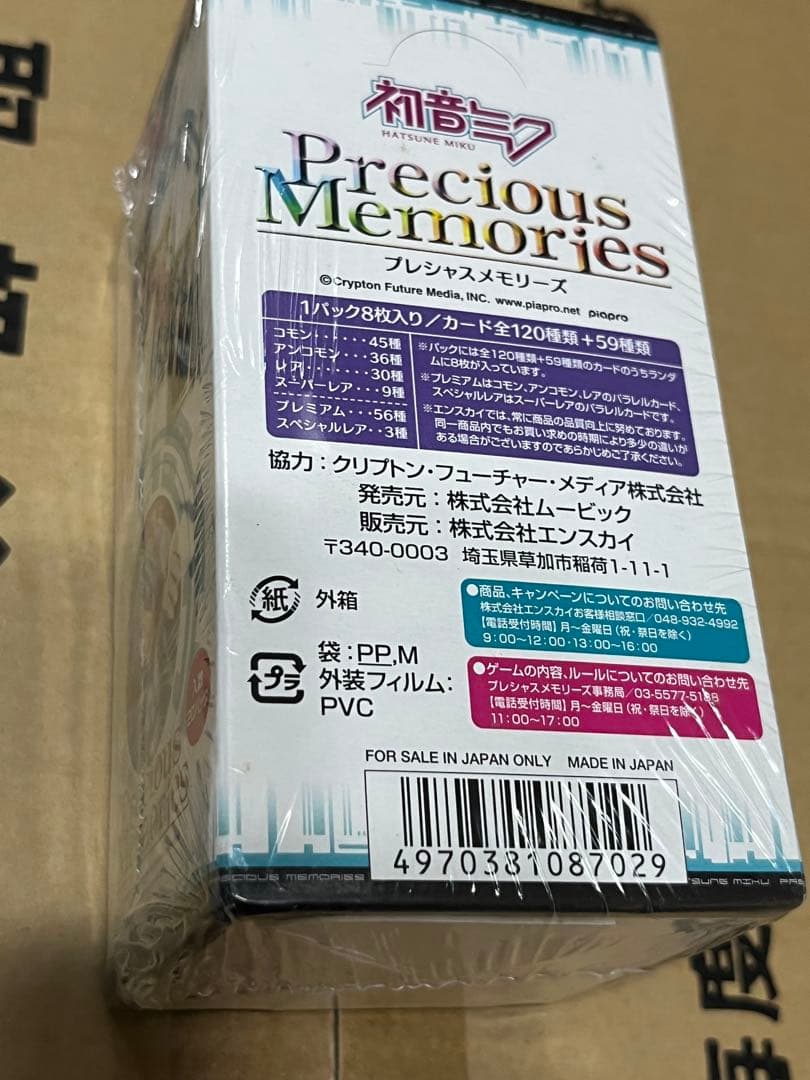 初音ミク
HATSUNE MIKU
Precious
Memories
プレシャスメモリーズ
©Crypton Future Media, INC. www.piapro.net piapro
1パック8枚入り/カード全120種類+59種類
コモン・・・・・45種
アンコモン・・・・36種
レア・・・・・・30種
スーパーレア・・・9種
プレミアム・・・・56種
スペシャルレア・・3種
※パックには全120種類+59種類のカードのうちランダ
ムに8枚が入っています。
※プレミアムはコモン、アンコモン、レアのパラレルカード、
スペシャルレアはスーパーレアのパラレルカードです。
※エンスカイでは、常に商品の品質向上に努めております。
同一商品内でもお買い求めの時期により多少の違いが
ある場合がございますのであらかじめご了承ください。
協力:クリプトン・フューチャー・メディア株式会社
発売元:株式会社ムービック
販売元:株式会社エンスカイ
〒340-0003 埼玉県草加市稲荷1-11-1
紙 外箱
プラ
袋:PP,M
外装フィルム:
PVC
●商品、キャンペーンについてのお問い合わせ先
株式会社エンスカイお客様相談窓口/048-932-4992
【電話受付時間】月~金曜日(祝・祭日を除く)
9:00~12:00・13:00~16:00
●ゲームの内容、ルールについてのお問い合わせ先
プレシャスメモリーズ事務局/03-5577-5188
【電話受付時間】月~金曜日(祝・祭日を除く)
11:00~17:00
FOR SALE IN JAPAN ONLY MADE IN JAPAN
4970381087029
CIOUS MEMORIES
TSUNE MIKU PRE
度